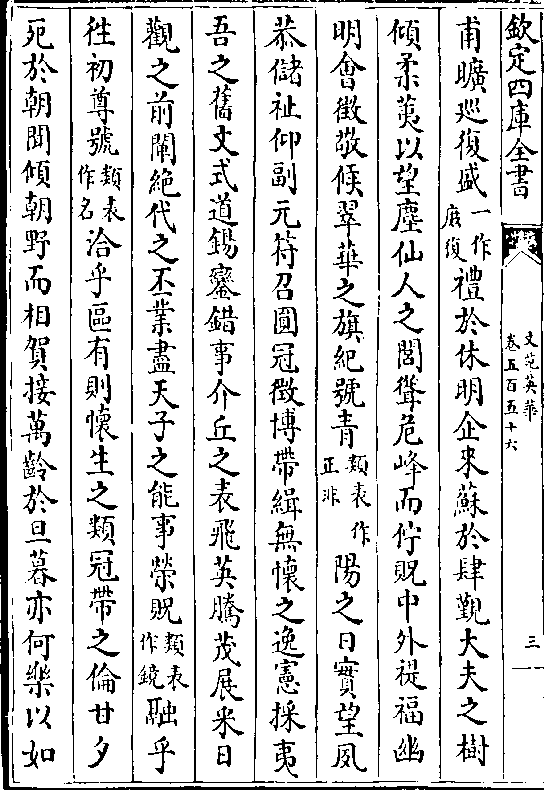 欽定四庫全書
文苑英華
卷五百五十六
三
甫曠巡復盛一作庶復禮於休明企來蘇於肆覲大夫之樹
傾柔荑以望塵仙人之閭聳危峰而佇貺中外禔福幽
明會徴敬候翠華之旗紀號青類表作正非陽之日實望夙
恭儲祉仰副元符召圓冠徴博帶緝無懷之逸憲採夷
吾之舊文式道錫鑾錯事介丘之表飛英騰茂展釆日
觀之前闡絶代之丕業盡天子之能事榮貺類表作鏡融乎
徃初尊號類表作名洽乎區有則懷生之類冠帶之倫甘夕
死於朝聞傾朝野而相賀接萬齡於旦暮亦何樂以如